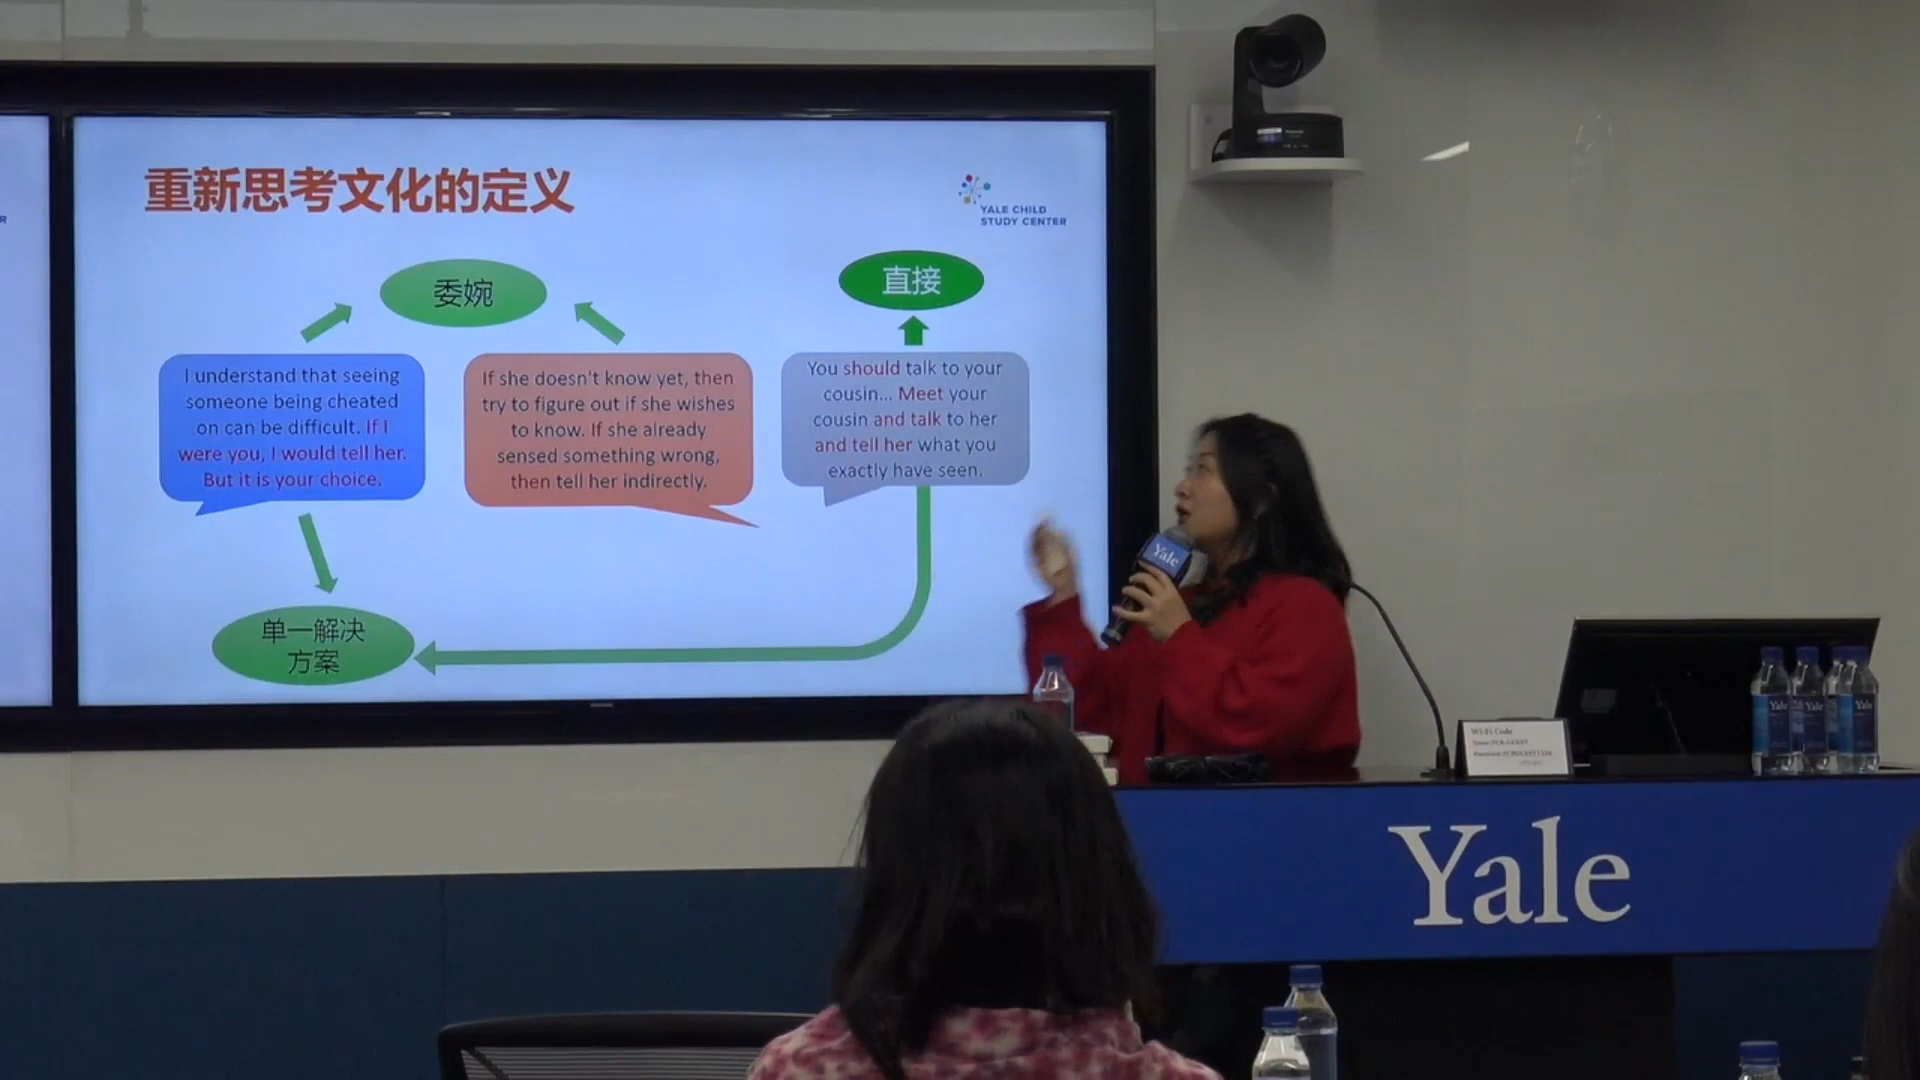 重新思考文化的定义
YALE CHILD
STUDY CENTER
委婉
直接
I understand that seeing
someone being cheated
on can be difficult. If I
were you, I would tell her.
But it is your choice.
If she doesn't know yet, then
try to figure out if she wishes
to know. If she already
sensed something wrong,
then tell her indirectly.
You should talk to your
cousin... Meet your
cousin and talk to her
and tell her what you
exactly have seen.
单一解决
方案
Yale
Wi-Fi Code
Yale
Yale
Yale
Yale